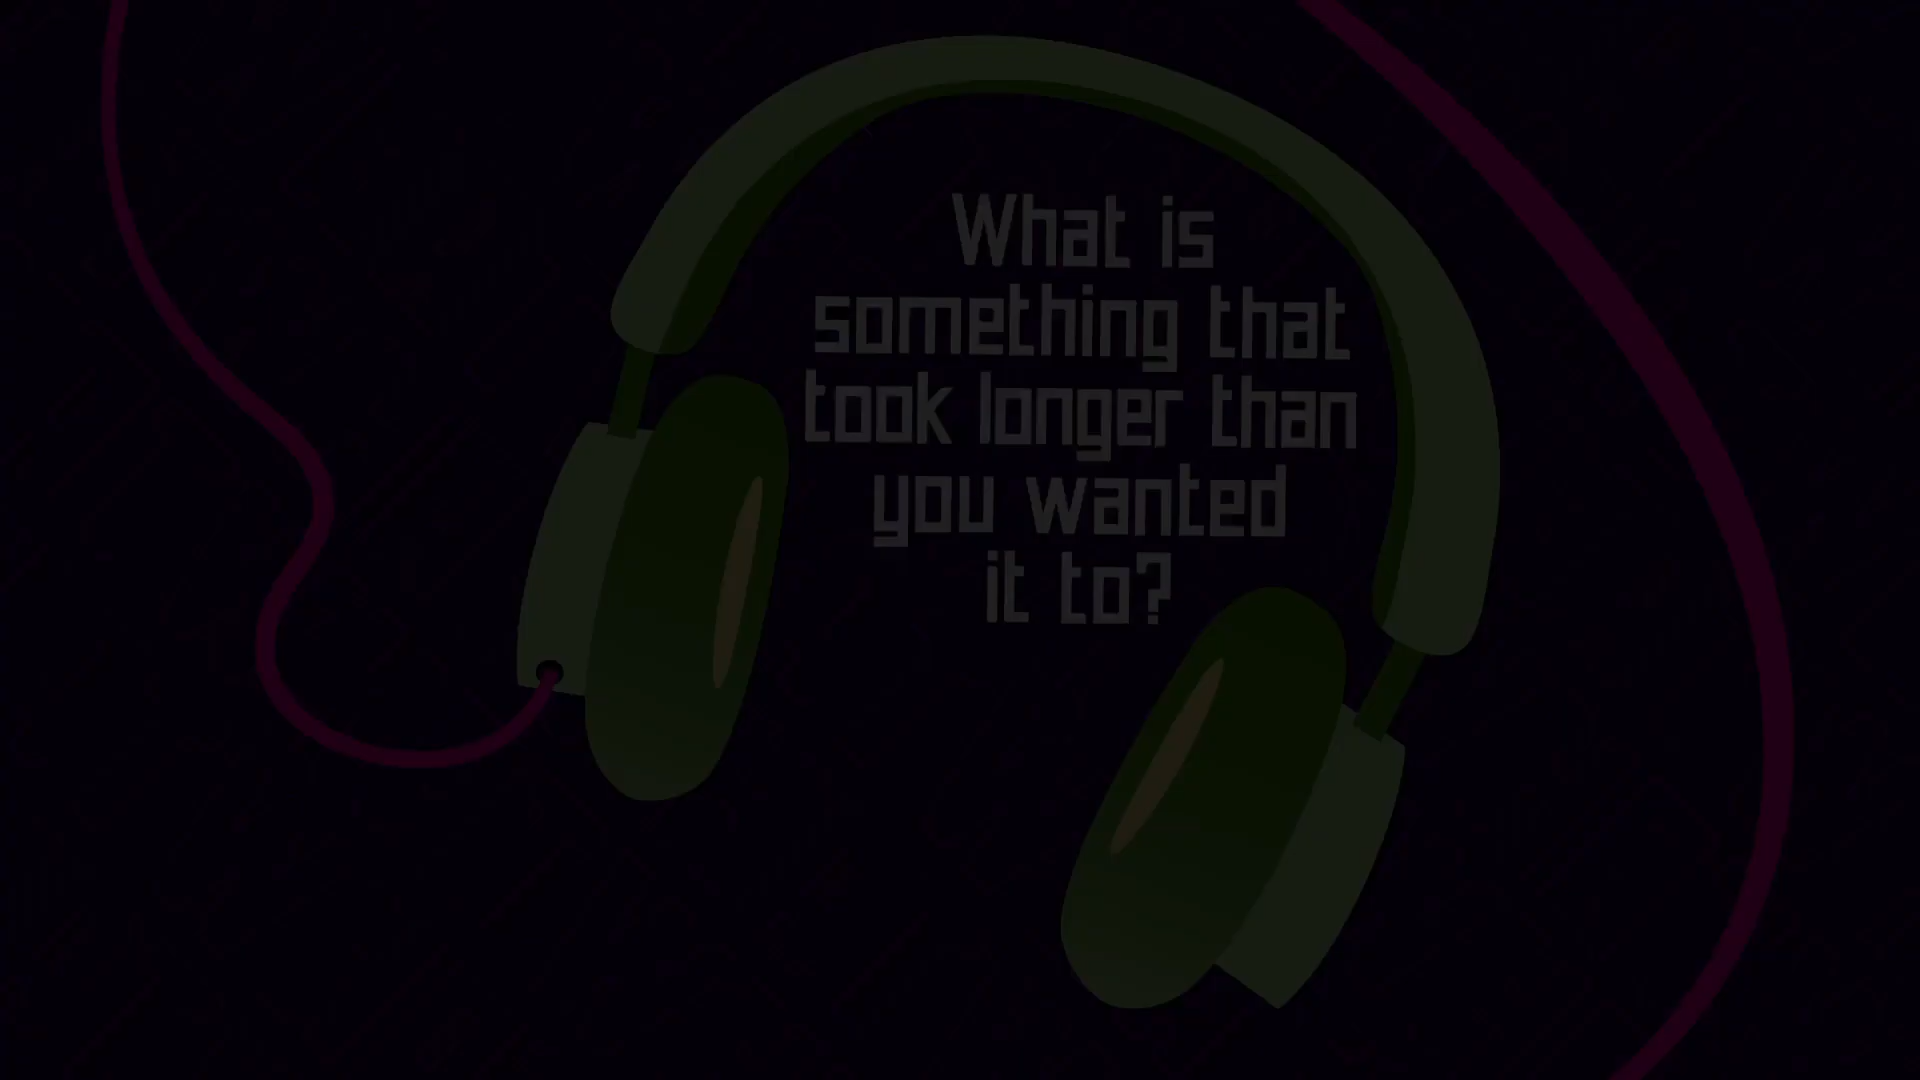 What is
something that
took longer than
you wanted
it to?